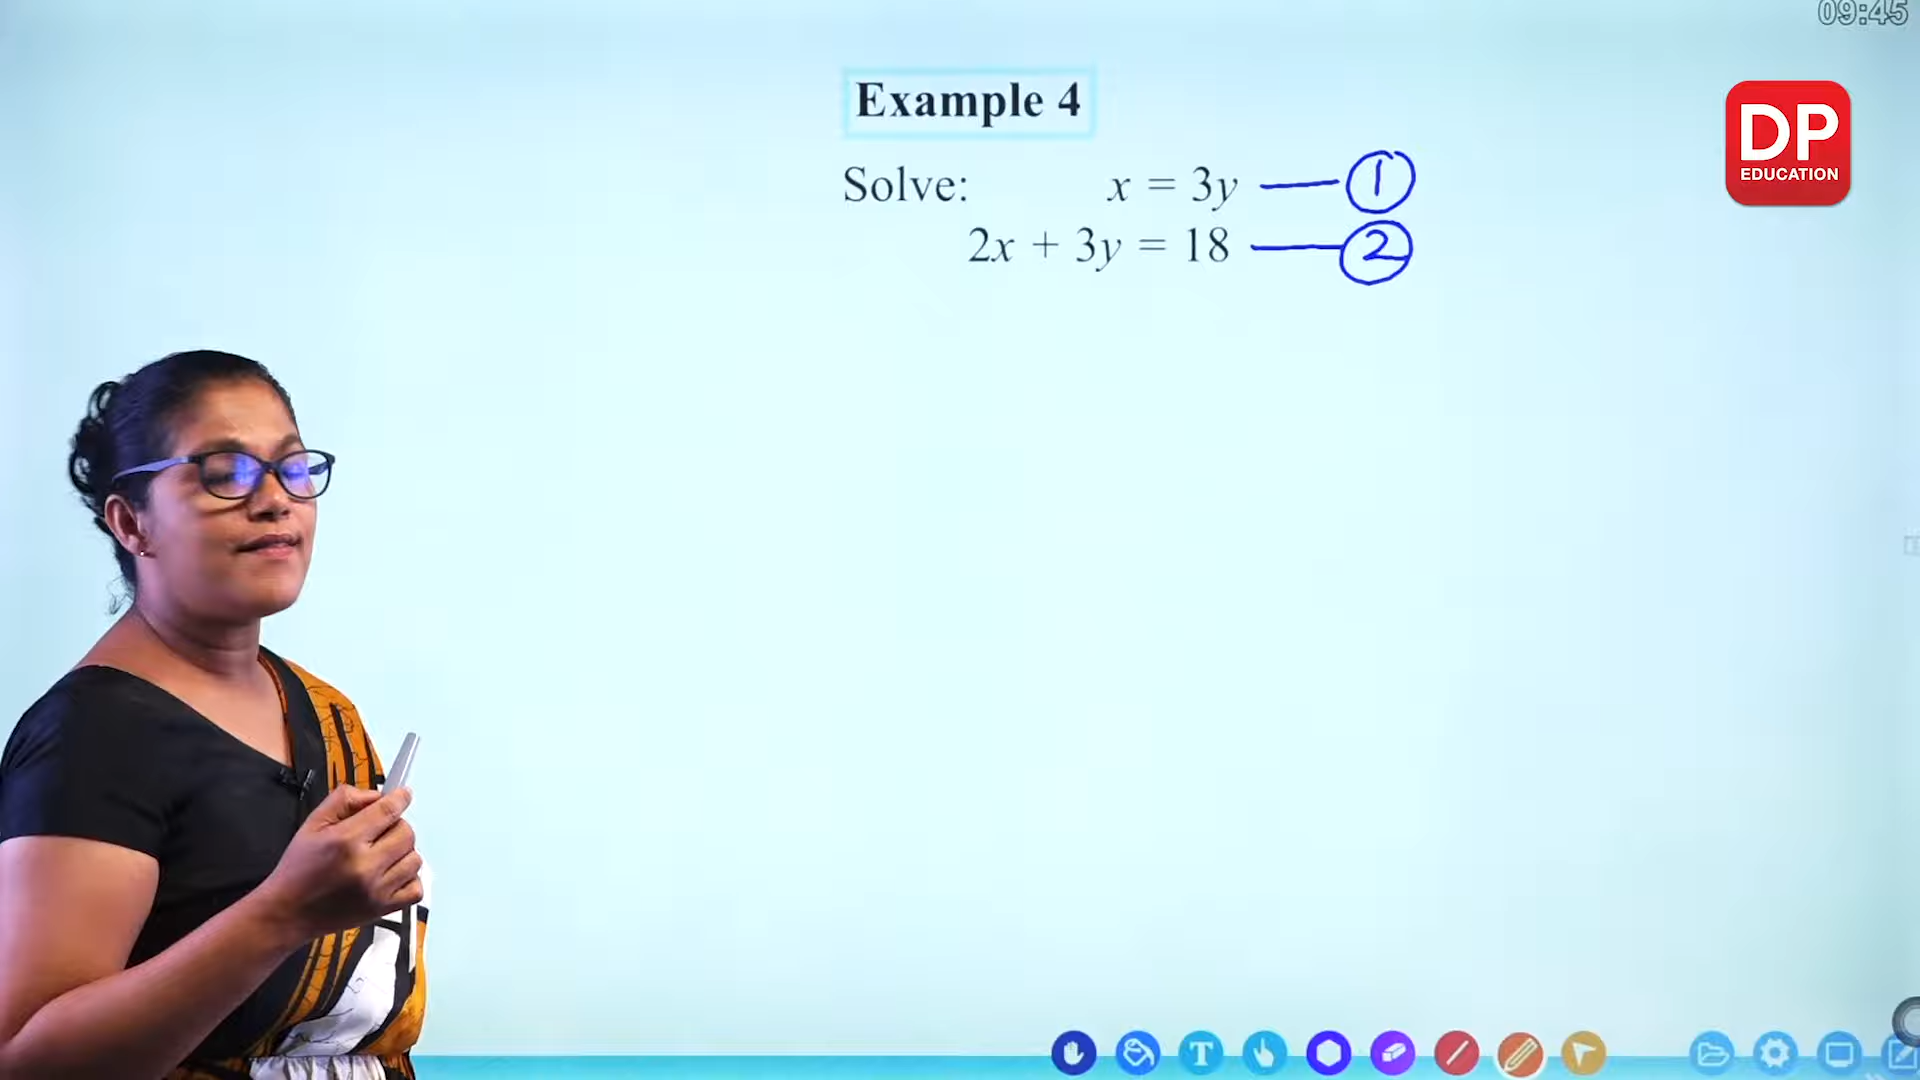 09:45
Example 4
DP
EDUCATION
Solve: x = 3y — 1
2x + 3y = 18 — 2
T